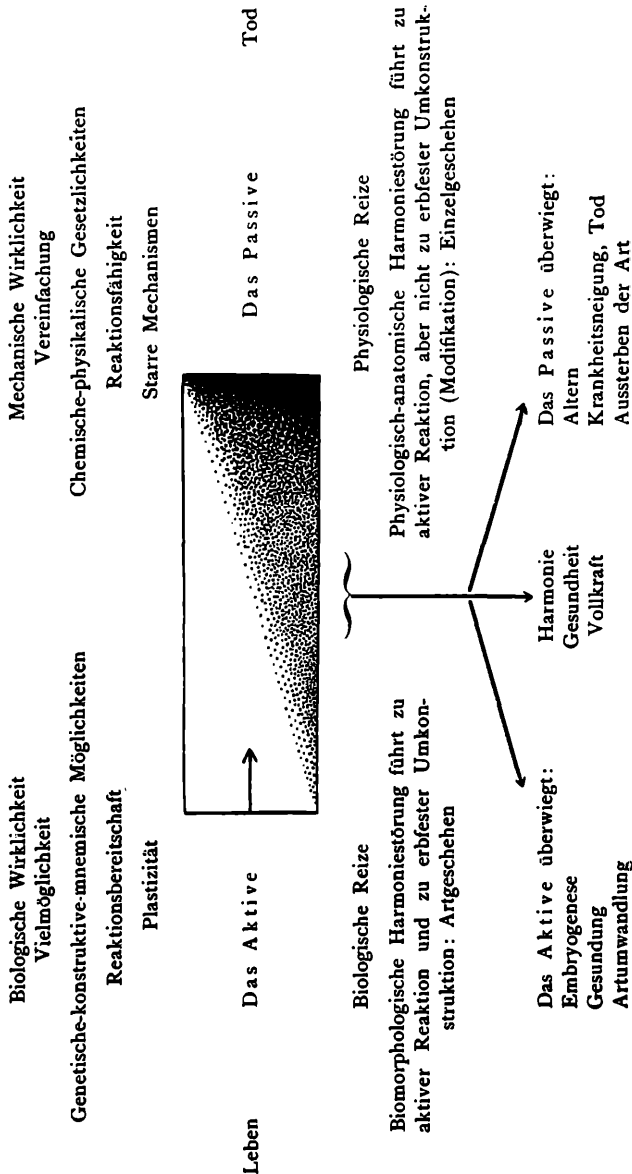 Biologische Wirklichkeit
Vielmöglichkeit
Genetische-konstruktive-mnemische Möglichkeiten
Reaktionsbereitschaft
Plastizität
Mechanische Wirklichkeit
Vereinfachung
Chemische-physikalische Gesetzlichkeiten
Reaktionsfähigkeit
Starre Mechanismen
Leben
Das Aktive
Das Passive
Tod
Biologische Reize
Biomorphologische Harmoniestörung führt zu
aktiver Reaktion und zu erbfester Umkon-
struktion: Artgeschehen
Physiologische Reize
Physiologisch-anatomische Harmoniestörung führt zu
aktiver Reaktion, aber nicht zu erbfester Umkonstruk-
tion (Modifikation): Einzelgeschehen
Das Aktive überwiegt:
Embryogenese
Gesundung
Artumwandlung
Harmonie
Gesundheit
Vollkraft
Das Passive überwiegt:
Altern
Krankheitsneigung, Tod
Aussterben der Art